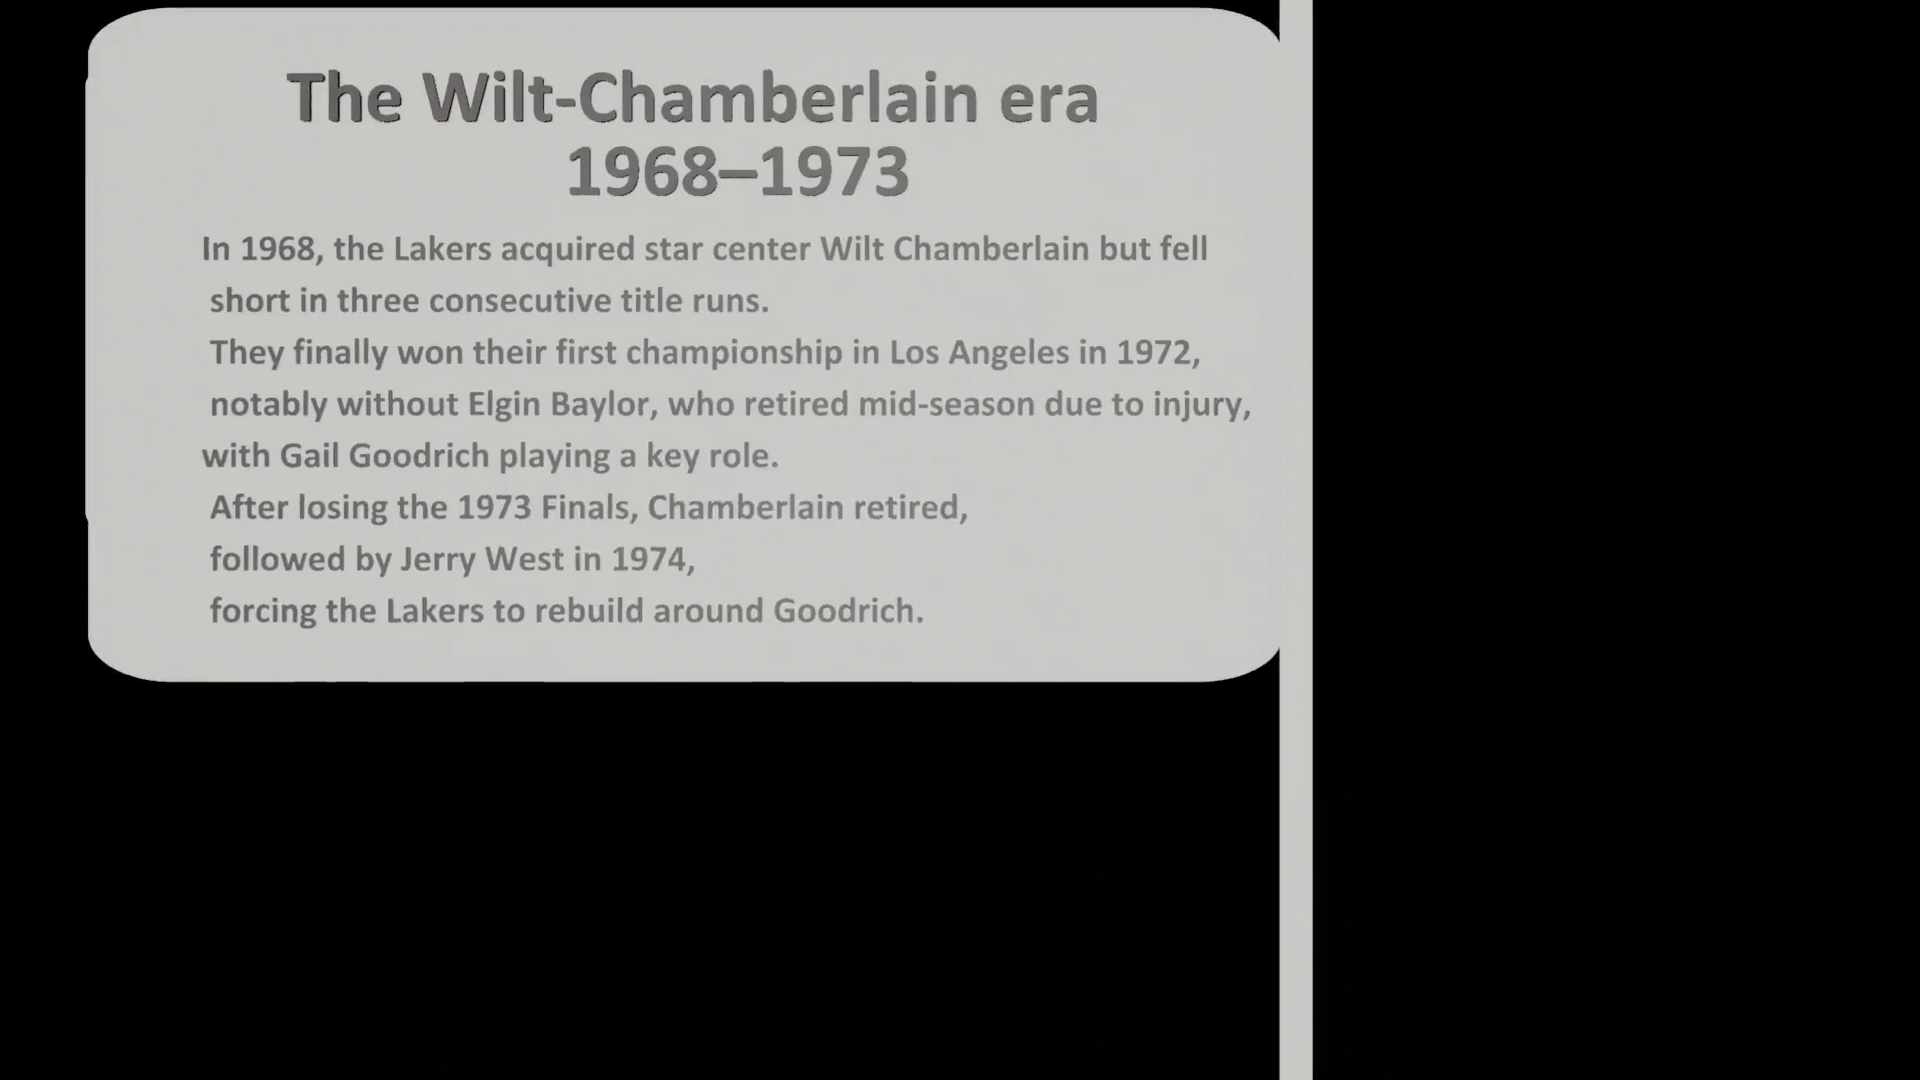 The Wilt-Chamberlain era
1968–1973
In 1968, the Lakers acquired star center Wilt Chamberlain but fell
short in three consecutive title runs.
They finally won their first championship in Los Angeles in 1972,
notably without Elgin Baylor, who retired mid-season due to injury,
with Gail Goodrich playing a key role.
After losing the 1973 Finals, Chamberlain retired,
followed by Jerry West in 1974,
forcing the Lakers to rebuild around Goodrich.